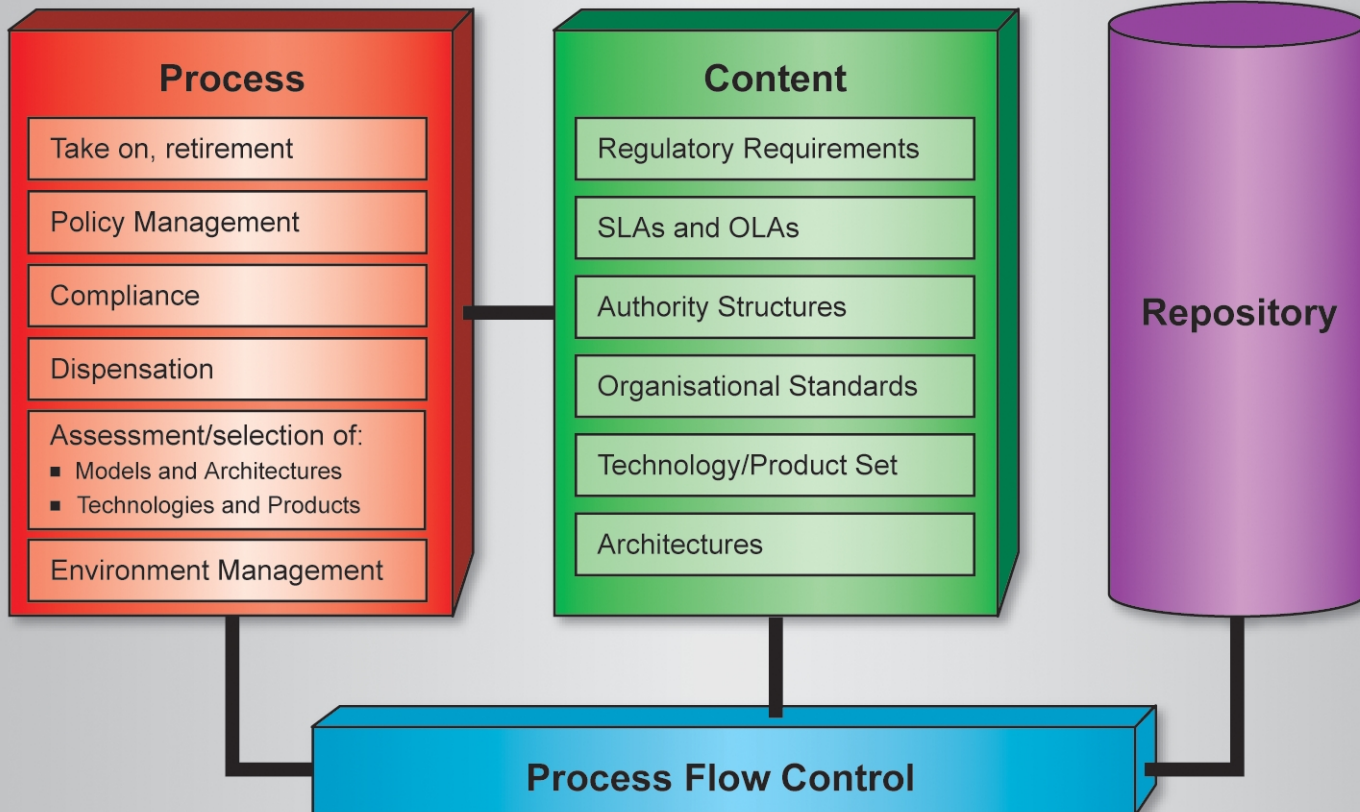 Process
Take on, retirement
Policy Management
Compliance
Dispensation
Assessment/selection of:
▪ Models and Architectures
▪ Technologies and Products
Environment Management
Content
Regulatory Requirements
SLAs and OLAs
Authority Structures
Organisational Standards
Technology/Product Set
Architectures
Repository
Process Flow Control